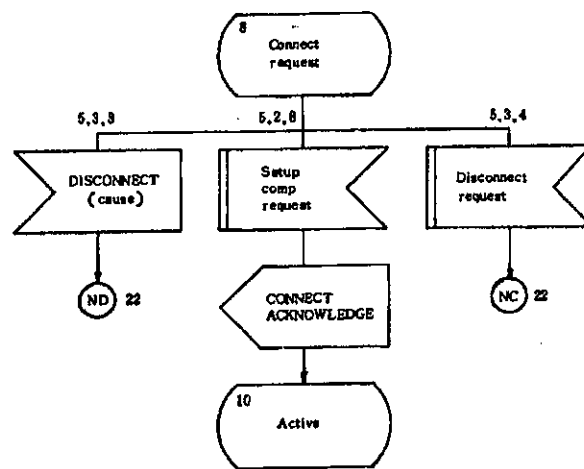 8
Connect
request
5,3,3
5,2,8
5,3,4
DISCONNECT
(cause)
Setup
comp
request
Disconnect
request
ND 22
CONNECT
ACKNOWLEDGE
NC 22
10
Active